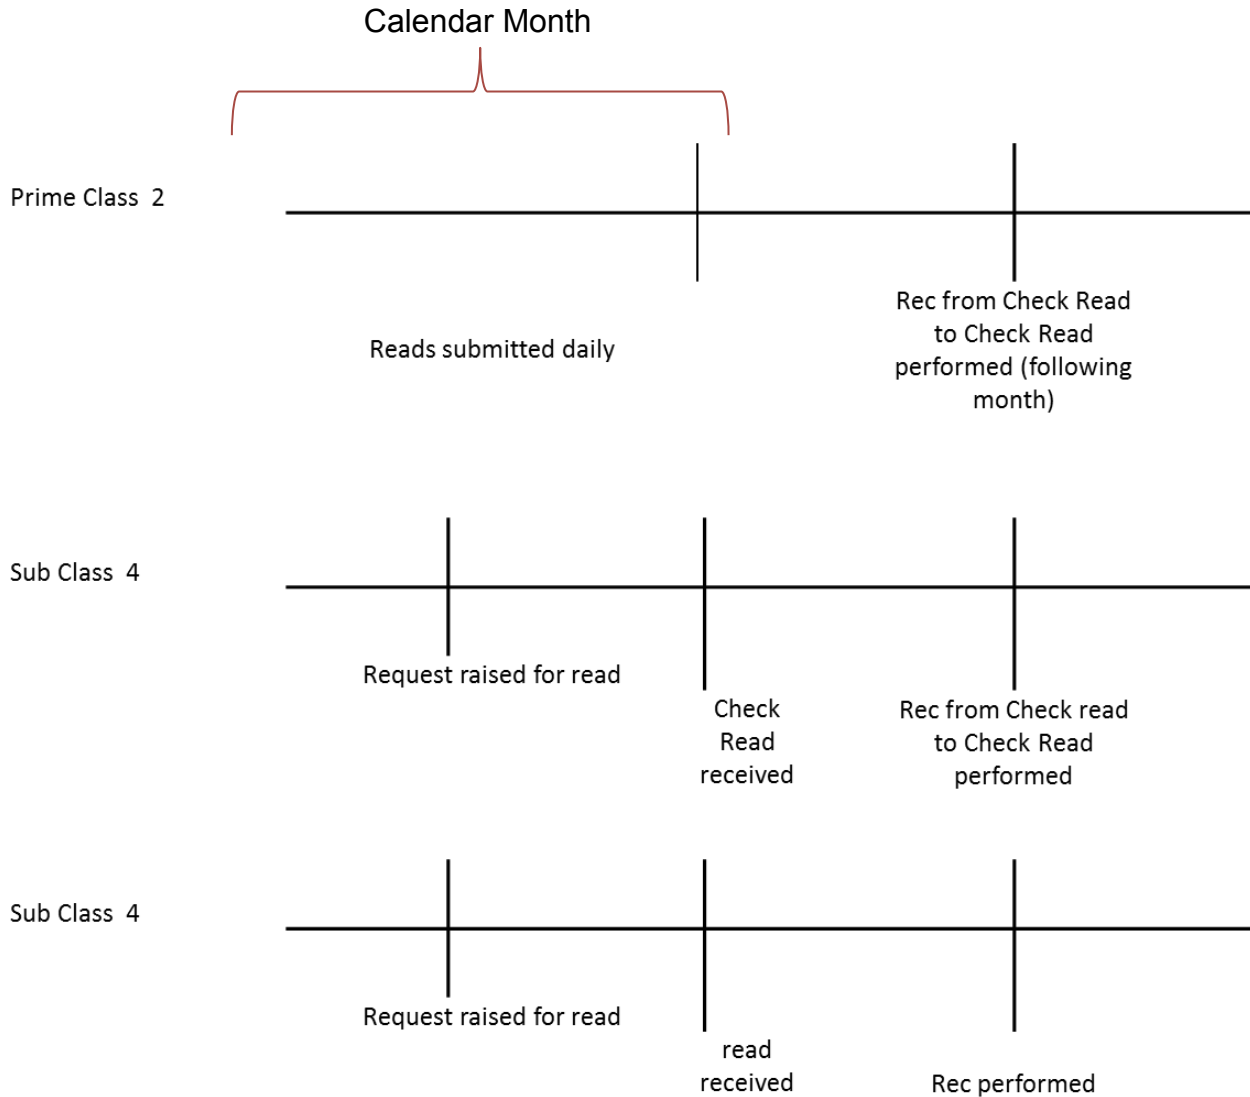 Calendar Month
Prime Class  2
Reads submitted daily
Rec from Check Read
to Check Read
performed (following
month)
Sub Class  4
Request raised for read
Check
Read
received
Rec from Check read
to Check Read
performed
Sub Class  4
Request raised for read
read
received
Rec performed